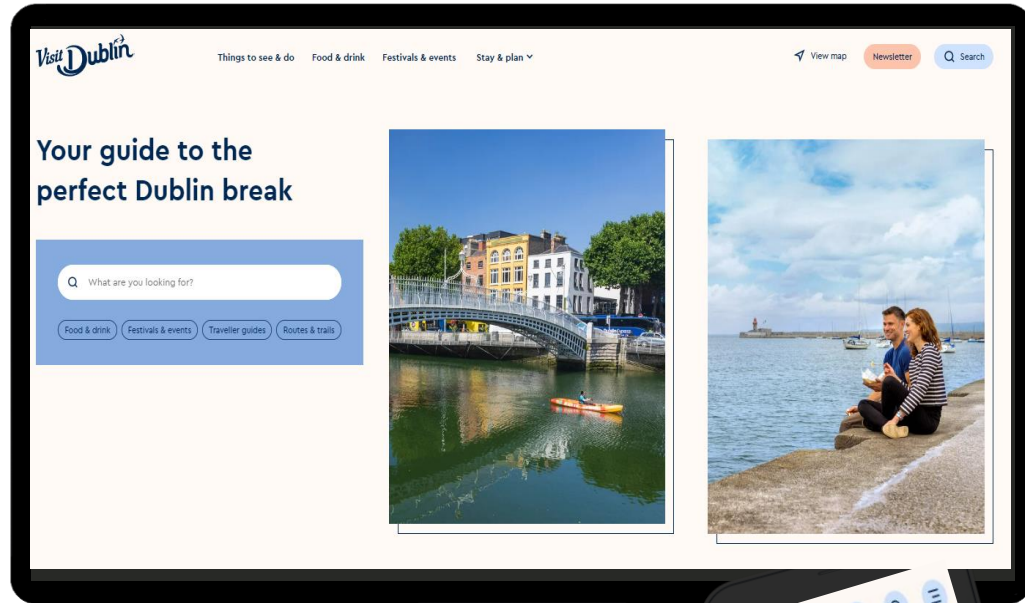 Visit Dublin
Things to see & do Food & drink Festivals & events Stay & plan
View map Newsletter Search
Your guide to the
perfect Dublin break
What are you looking for?
Food & drink Festivals & events Traveller guides Routes & trails